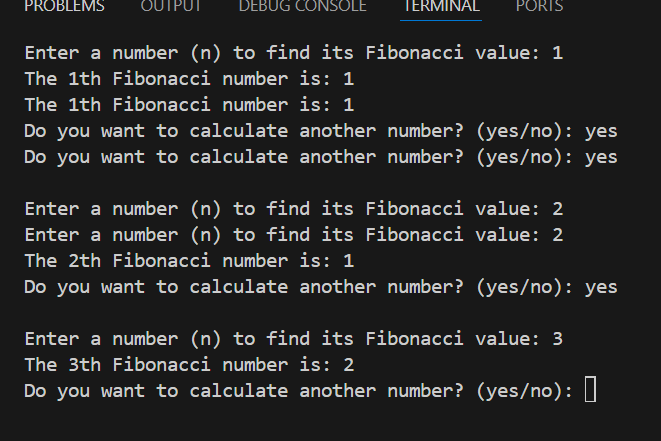 PROBLEMS OUTPUT DEBUG CONSOLE TERMINAL PORTS
Enter a number (n) to find its Fibonacci value: 1
The 1th Fibonacci number is: 1
The 1th Fibonacci number is: 1
Do you want to calculate another number? (yes/no): yes
Do you want to calculate another number? (yes/no): yes
Enter a number (n) to find its Fibonacci value: 2
Enter a number (n) to find its Fibonacci value: 2
The 2th Fibonacci number is: 1
Do you want to calculate another number? (yes/no): yes
Enter a number (n) to find its Fibonacci value: 3
The 3th Fibonacci number is: 2
Do you want to calculate another number? (yes/no):